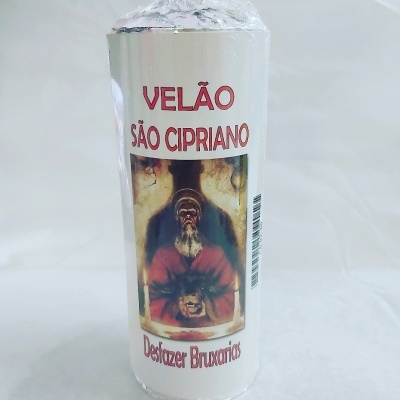 VELÃO
SÃO CIPRIANO
Desfazer Bruxarias